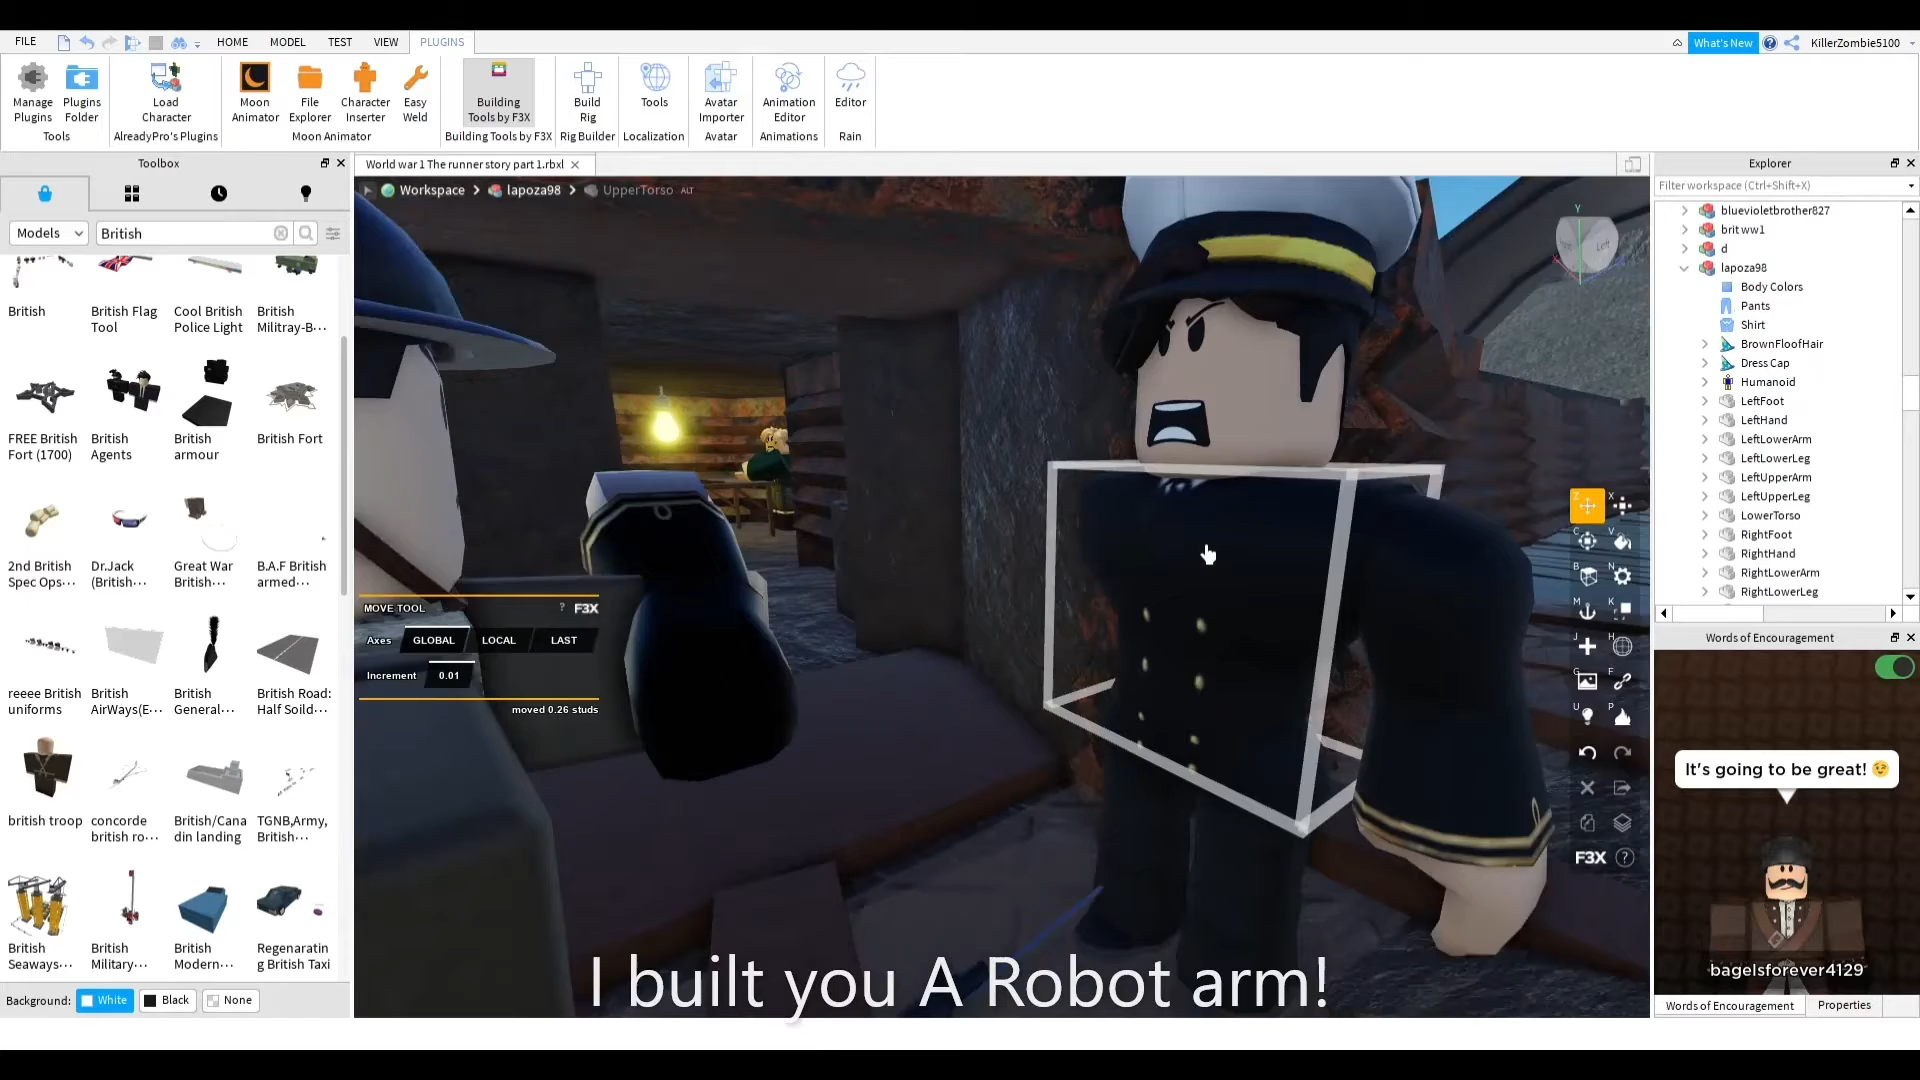 FILE
HOME
MODEL
TEST
VIEW
PLUGINS
What's New
KillerZombie5100
Manage Plugins
Plugins Folder
Tools
Load Character
AlreadyPro's Plugins
Moon Animator
File Explorer
Character Inserter
Easy Weld
Moon Animator
Building Tools by F3X
Building Tools by F3X
Build Rig
Rig Builder
Tools
Localization
Avatar Importer
Avatar
Animation Editor
Animations
Editor
Rain
Toolbox
Models
British
British
British Flag Tool
Cool British Police Light
British Militray-B...
FREE British Fort (1700)
British Agents
British armour
British Fort
2nd British Spec Ops...
Dr.Jack (British...
Great War British...
B.A.F British armed...
reeee British uniforms
British AirWays(E...
British General...
British Road: Half Soild...
british troop
concorde british ro...
British/Cana din landing
TGNB,Army, British...
British Seaways...
British Military...
British Modern...
Regenaratin g British Taxi
Background:
White
Black
None
World war 1 The runner story part 1.rbxl
Workspace
lapoza98
UpperTorso
ALT
Y
Left
MOVE TOOL
? F3X
Axes
GLOBAL
LOCAL
LAST
Increment
0.01
moved 0.26 studs
Z
X
C
V
B
N
M
K
J
H
G
F
U
P
F3X
?
I built you A Robot arm!
Explorer
Filter workspace (Ctrl+Shift+X)
bluevioletbrother827
brit ww1
d
lapoza98
Body Colors
Pants
Shirt
BrownFloofHair
Dress Cap
Humanoid
LeftFoot
LeftHand
LeftLowerArm
LeftLowerLeg
LeftUpperArm
LeftUpperLeg
LowerTorso
RightFoot
RightHand
RightLowerArm
RightLowerLeg
Words of Encouragement
It's going to be great! 😉
bagelsforever4129
Words of Encouragement
Properties